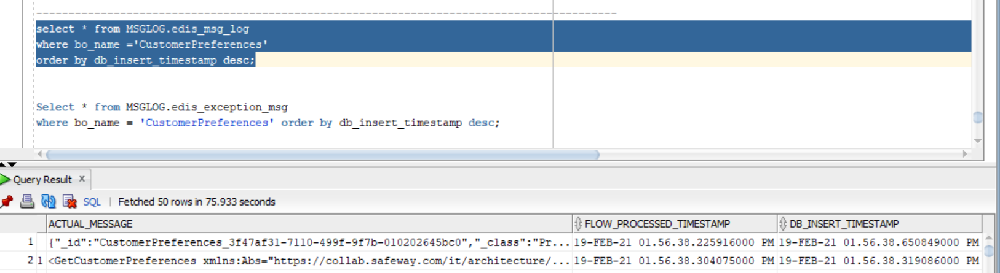 select * from MSGLOG.edis_msg_log
where bo_name ='CustomerPreferences'
order by db_insert_timestamp desc;
Select * from MSGLOG.edis_exception_msg
where bo_name = 'CustomerPreferences' order by db_insert_timestamp desc;
Query Result x
SQL | Fetched 50 rows in 75.933 seconds
ACTUAL_MESSAGE FLOW_PROCESSED_TIMESTAMP DB_INSERT_TIMESTAMP
1 {"_id":"CustomerPreferences_3f47af31-7110-499f-9f7b-010202645bc0","_class":"Pr... 19-FEB-21 01.56.38.225916000 PM 19-FEB-21 01.56.38.650849000 PM
2 1 <GetCustomerPreferences xmlns:Abs="https://collab.safeway.com/it/architecture/... 19-FEB-21 01.56.38.304075000 PM 19-FEB-21 01.56.38.319086000 PM